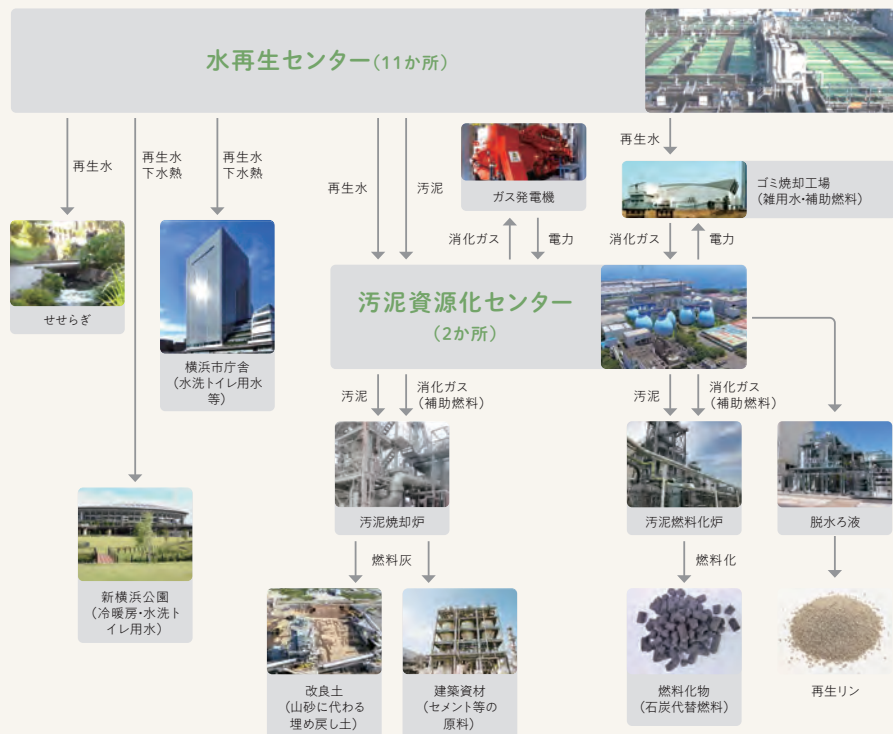 水再生センター(11か所)
再生水
再生水
下水熱
再生水
下水熱
再生水
汚泥
再生水
ガス発電機
ゴミ焼却工場
(雑用水・補助燃料)
消化ガス
電力
消化ガス
電力
せせらぎ
汚泥資源化センター
(2か所)
横浜市庁舎
(水洗トイレ用水
等)
汚泥
消化ガス
(補助燃料)
汚泥
消化ガス
(補助燃料)
汚泥焼却炉
汚泥燃料化炉
脱水ろ液
燃料灰
燃料化
新横浜公園
(冷暖房・水洗ト
イレ用水)
改良土
(山砂に代わる
埋め戻し土)
建築資材
(セメント等の
原料)
燃料化物
(石炭代替燃料)
再生リン